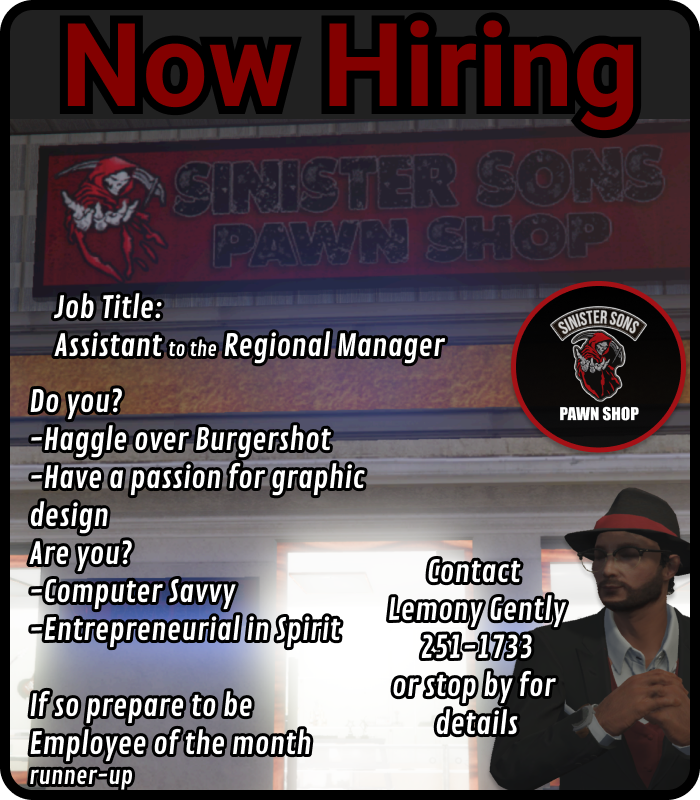 Now Hiring
SINISTER SONS
PAWN SHOP
Job Title:
Assistant to the Regional Manager
SINISTER SONS
PAWN SHOP
Do you?
-Haggle over Burgershot
-Have a passion for graphic
design
Are you?
-Computer Savvy
-Entrepreneurial in Spirit
If so prepare to be
Employee of the month
runner-up
Contact
Lemony Gently
251-1733
or stop by for
details